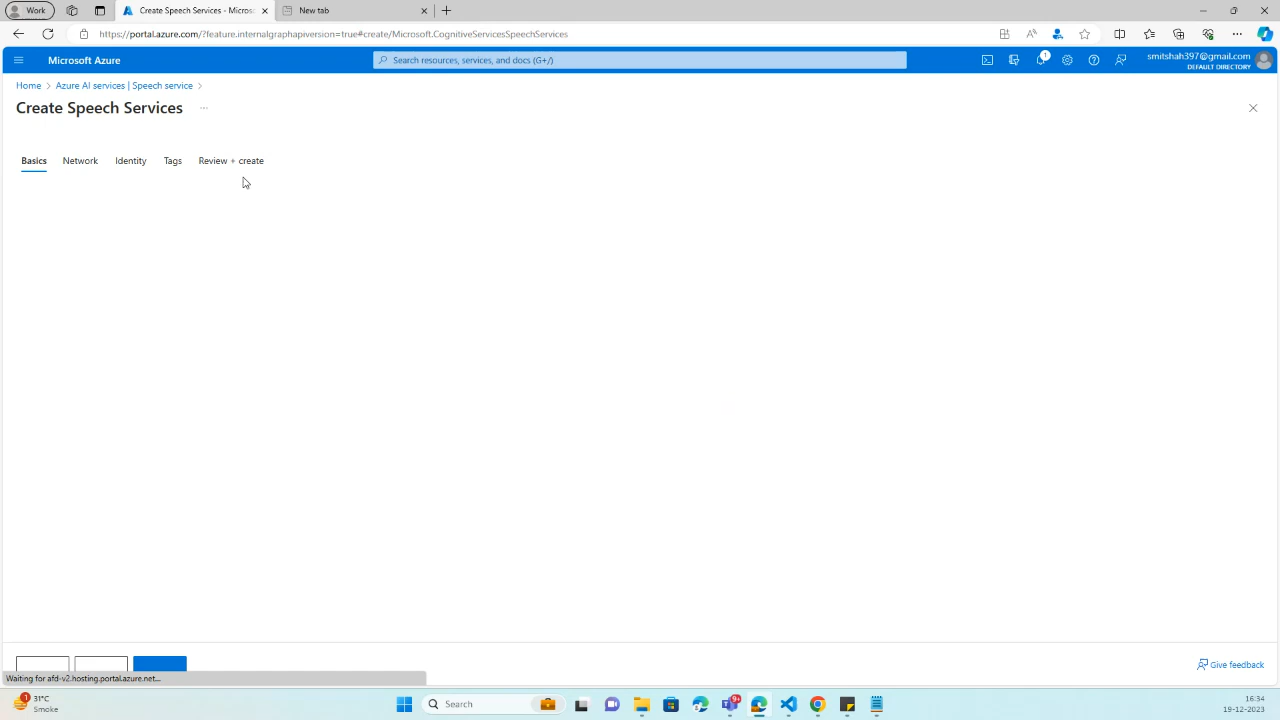 Work
Create Speech Services - Micros
New tab
https://portal.azure.com/?feature.internalgraphapiversion=true#create/Microsoft.CognitiveServicesSpeechServices
Microsoft Azure
Search resources, services, and docs (G+/)
1
smitshah397@gmail.com
DEFAULT DIRECTORY
Home > Azure AI services | Speech service >
Create Speech Services ...
Basics
Network
Identity
Tags
Review + create
Give feedback
Waiting for afd-v2.hosting.portal.azure.net...
1
31°C
Smoke
Search
9+
16:34
19-12-2023